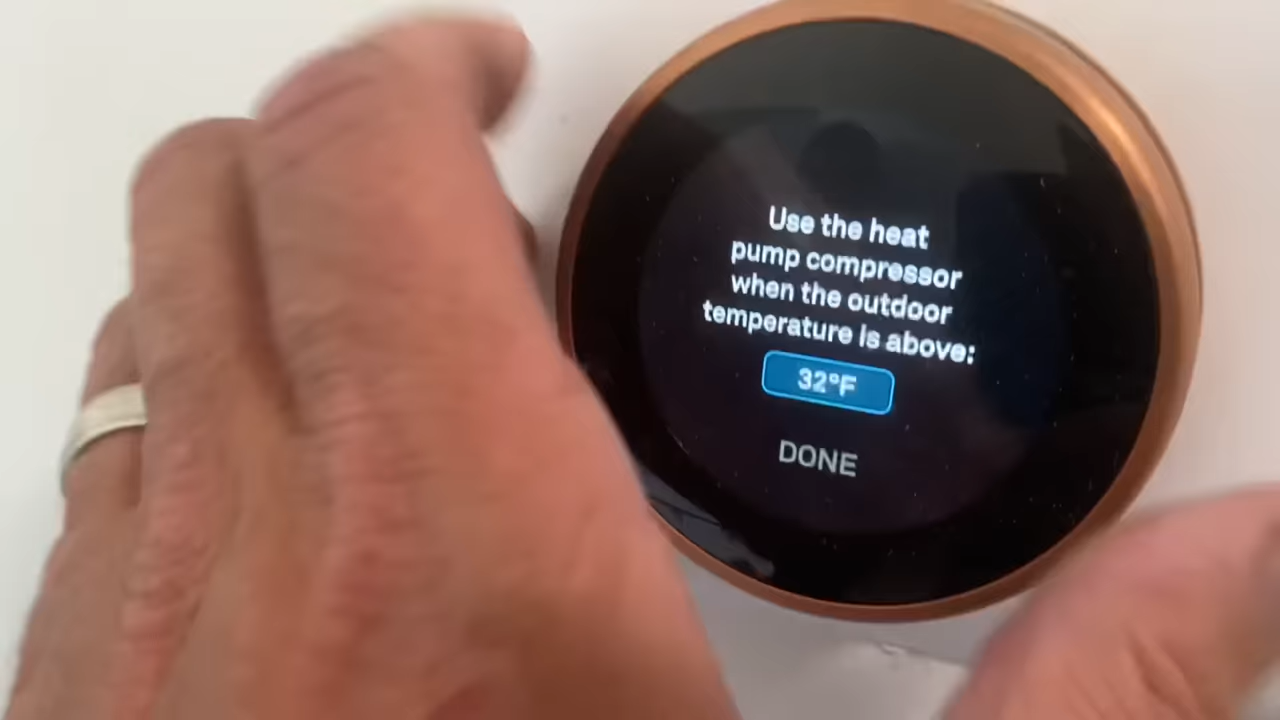 Use the heat
pump compressor
when the outdoor
temperature is above:
32°F
DONE